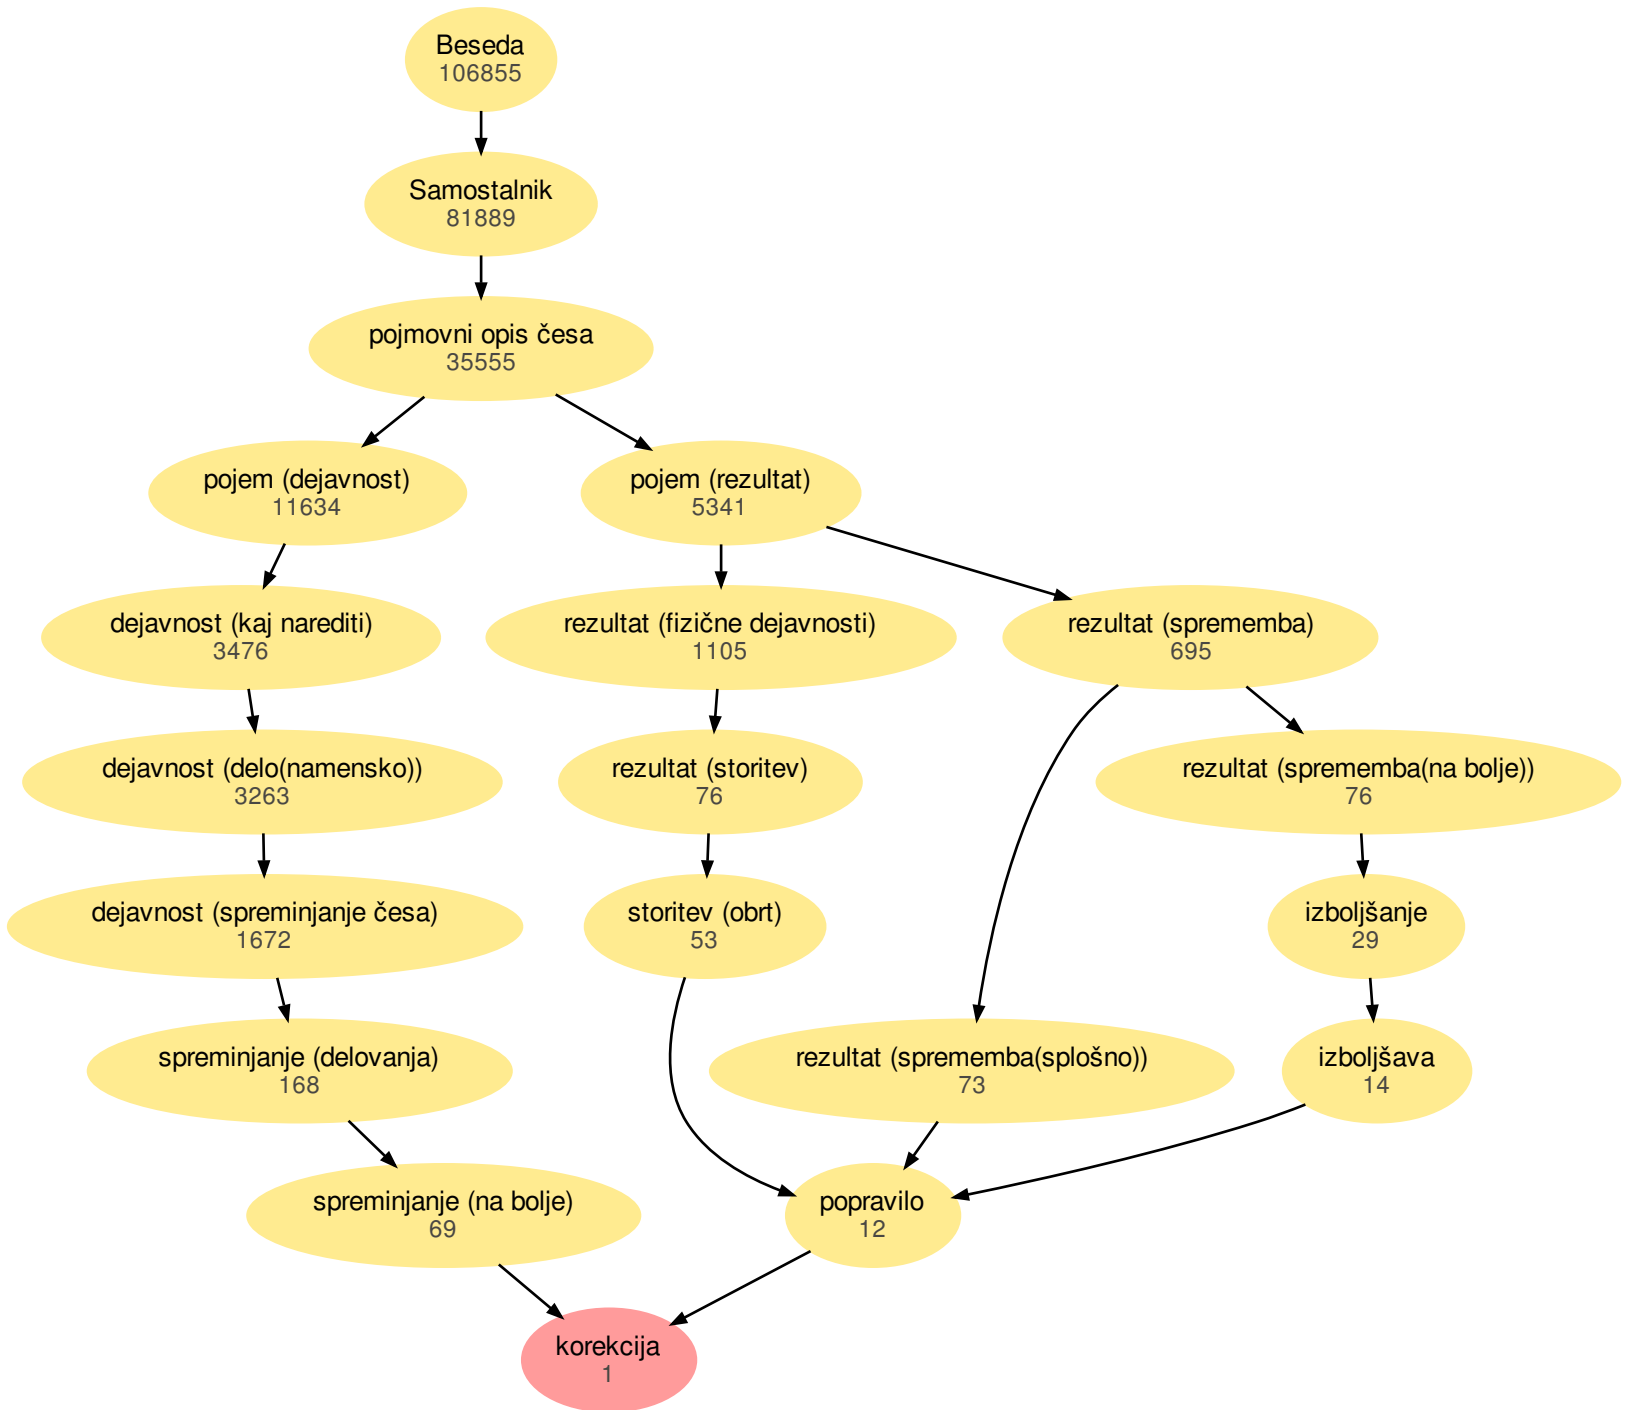 Beseda
106855
Samostalnik
81889
pojmovni opis česa
35555
pojem (dejavnost)
11634
pojem (rezultat)
5341
dejavnost (kaj narediti)
3476
rezultat (fizične dejavnosti)
1105
rezultat (sprememba)
695
dejavnost (delo(namensko))
3263
rezultat (storitev)
76
rezultat (sprememba(na bolje))
76
dejavnost (spreminjanje česa)
1672
storitev (obrt)
53
izboljšanje
29
spreminjanje (delovanja)
168
rezultat (sprememba(splošno))
73
izboljšava
14
spreminjanje (na bolje)
69
popravilo
12
korekcija
1